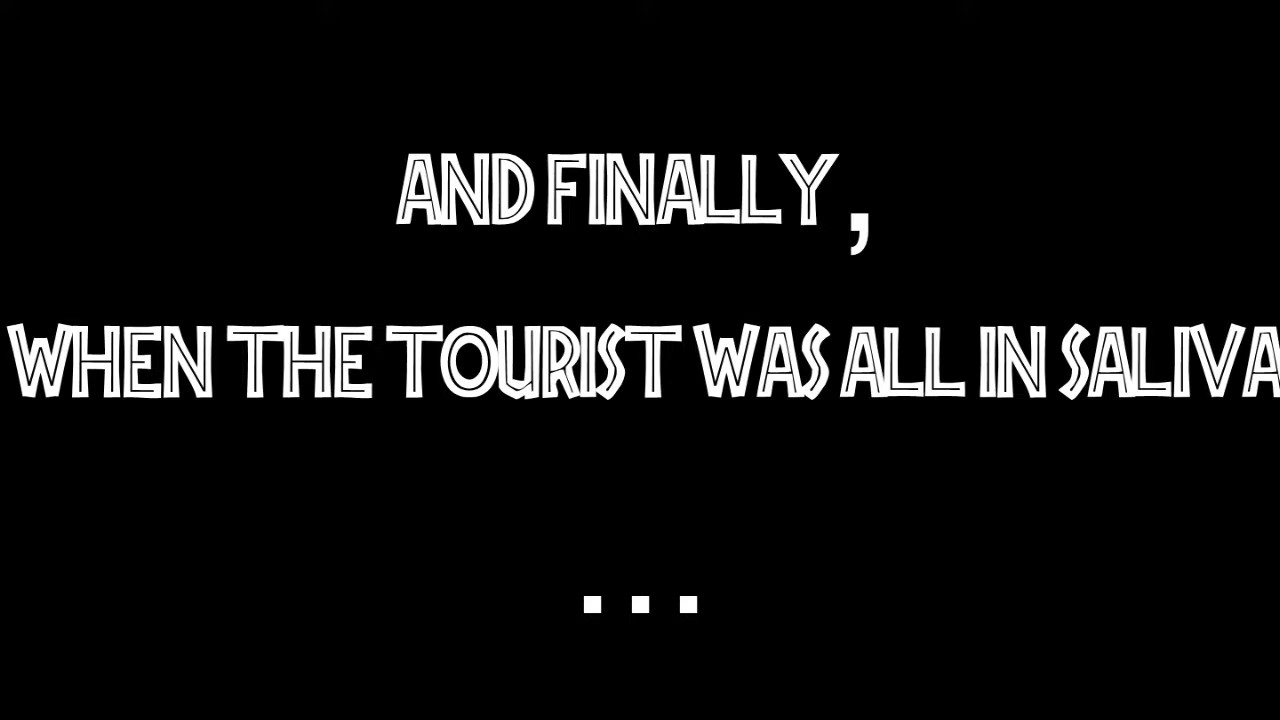 AND FINALLY,
WHEN THE TOURIST WAS ALL IN SALIVA
...